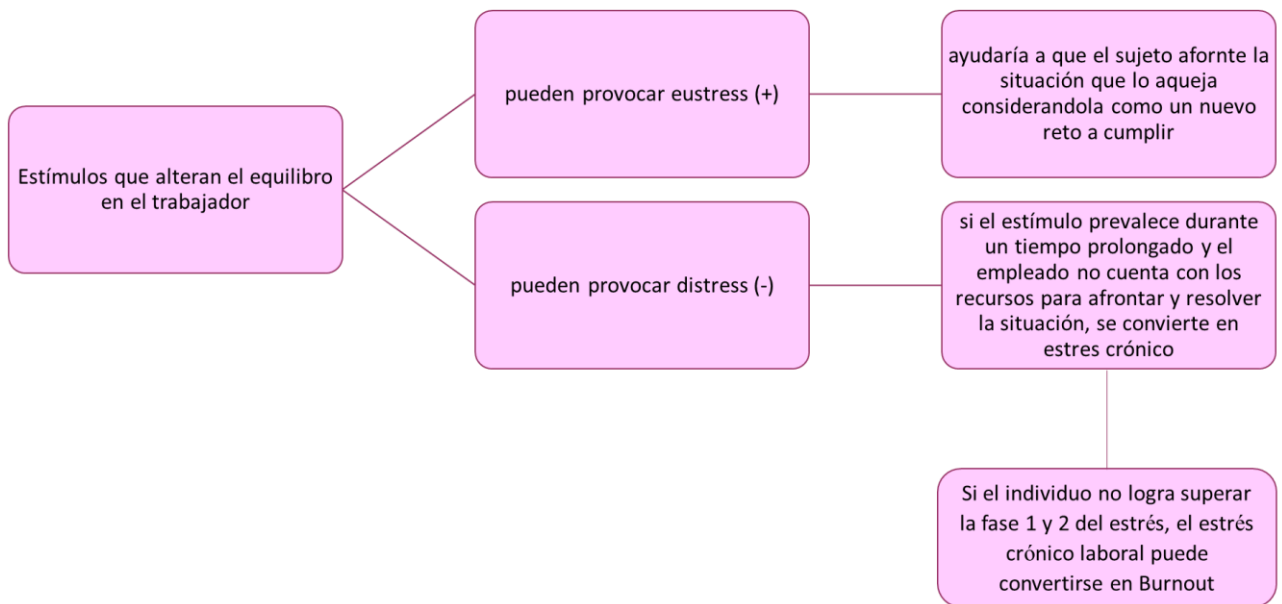 Estímulos que alteran el equilibro
en el trabajador
pueden provocar eustress (+)
ayudaría a que el sujeto afornte la
situación que lo aqueja
considerandola como un nuevo
reto a cumplir
pueden provocar distress (-)
si el estímulo prevalece durante
un tiempo prolongado y el
empleado no cuenta con los
recursos para afrontar y resolver
la situación, se convierte en
estres crónico
Si el individuo no logra superar
la fase 1 y 2 del estrés, el estrés
crónico laboral puede
convertirse en Burnout